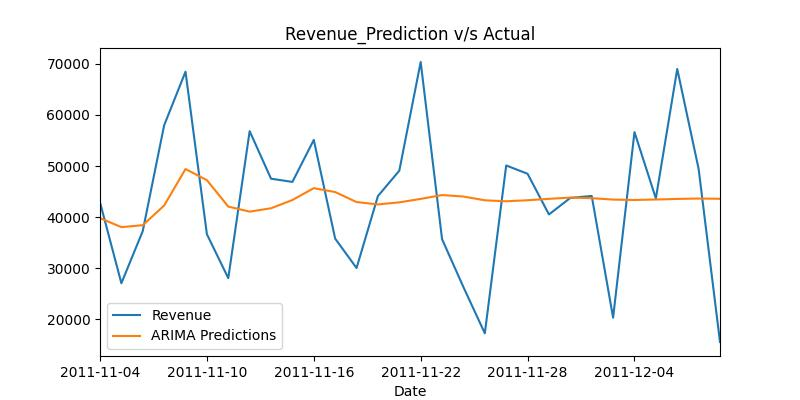 Revenue_Prediction v/s Actual
70000
60000
50000
40000
30000
20000
Revenue
ARIMA Predictions
2011-11-04 2011-11-10 2011-11-16 2011-11-22 2011-11-28 2011-12-04
Date